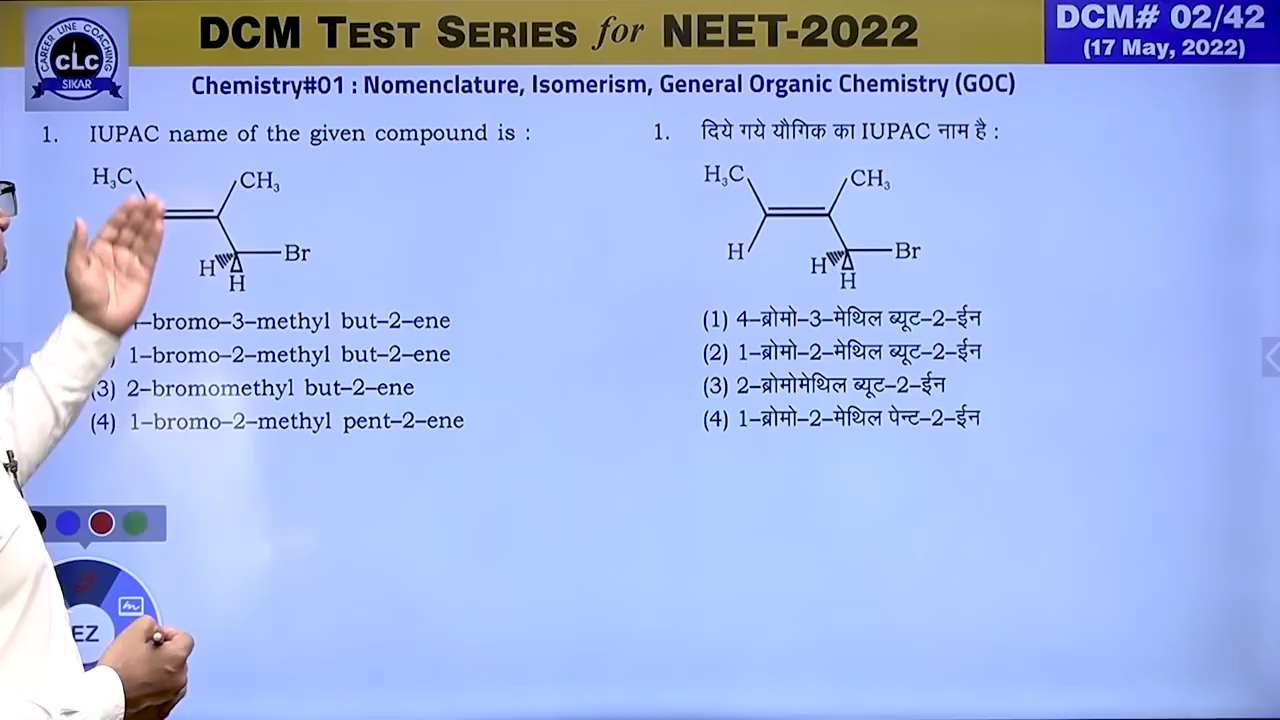 DCM TEST SERIES for NEET-2022
DCM# 02/42
(17 May, 2022)
CAREER LINE COACHING
CLC
SIKAR
Chemistry#01 : Nomenclature, Isomerism, General Organic Chemistry (GOC)
1. IUPAC name of the given compound is :
H₃C
CH₃
Br
H
H
–bromo–3–methyl but–2–ene
) 1–bromo–2–methyl but–2–ene
(3) 2–bromomethyl but–2–ene
(4) 1–bromo–2–methyl pent–2–ene
1. दिये गये यौगिक का IUPAC नाम है :
H₃C
CH₃
H
Br
H
H
(1) 4–ब्रोमो–3–मेथिल ब्यूट–2–ईन
(2) 1–ब्रोमो–2–मेथिल ब्यूट–2–ईन
(3) 2–ब्रोमोमेथिल ब्यूट–2–ईन
(4) 1–ब्रोमो–2–मेथिल पेन्ट–2–ईन
EZ